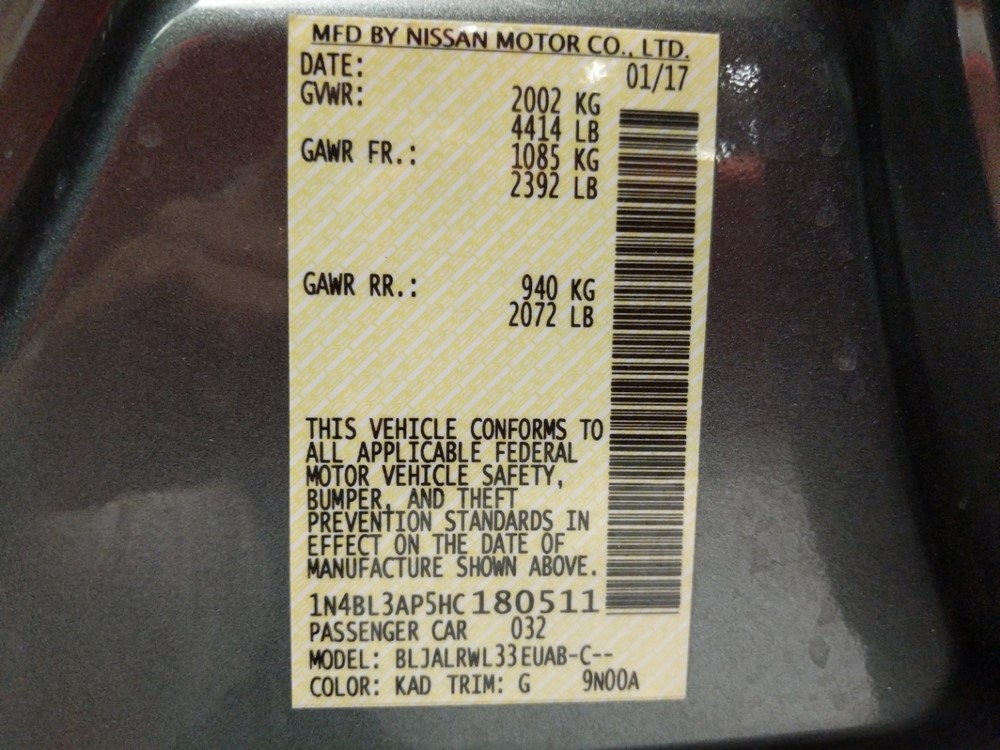 MFD BY NISSAN MOTOR CO., LTD.
DATE: 01/17
GVWR: 2002 KG
4414 LB
GAWR FR.: 1085 KG
2392 LB
GAWR RR.: 940 KG
2072 LB
THIS VEHICLE CONFORMS TO
ALL APPLICABLE FEDERAL
MOTOR VEHICLE SAFETY,
BUMPER, AND THEFT
PREVENTION STANDARDS IN
EFFECT ON THE DATE OF
MANUFACTURE SHOWN ABOVE.
1N4BL3AP5HC 180511
PASSENGER CAR 032
MODEL: BLJALRWL33EUAB-C--
COLOR: KAD TRIM: G 9N00A